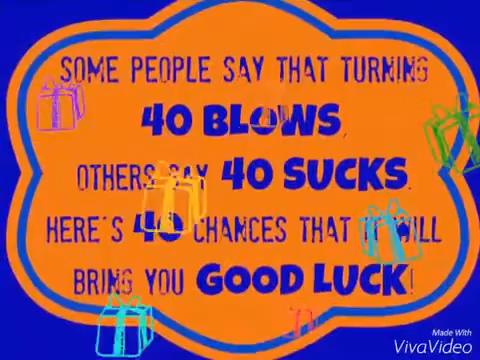 SOME PEOPLE SAY THAT TURNING
40 BLOWS,
OTHERS SAY 40 SUCKS.
HERE'S 40 CHANCES THAT IT WILL
BRING YOU GOOD LUCK!
Made With
VivaVideo